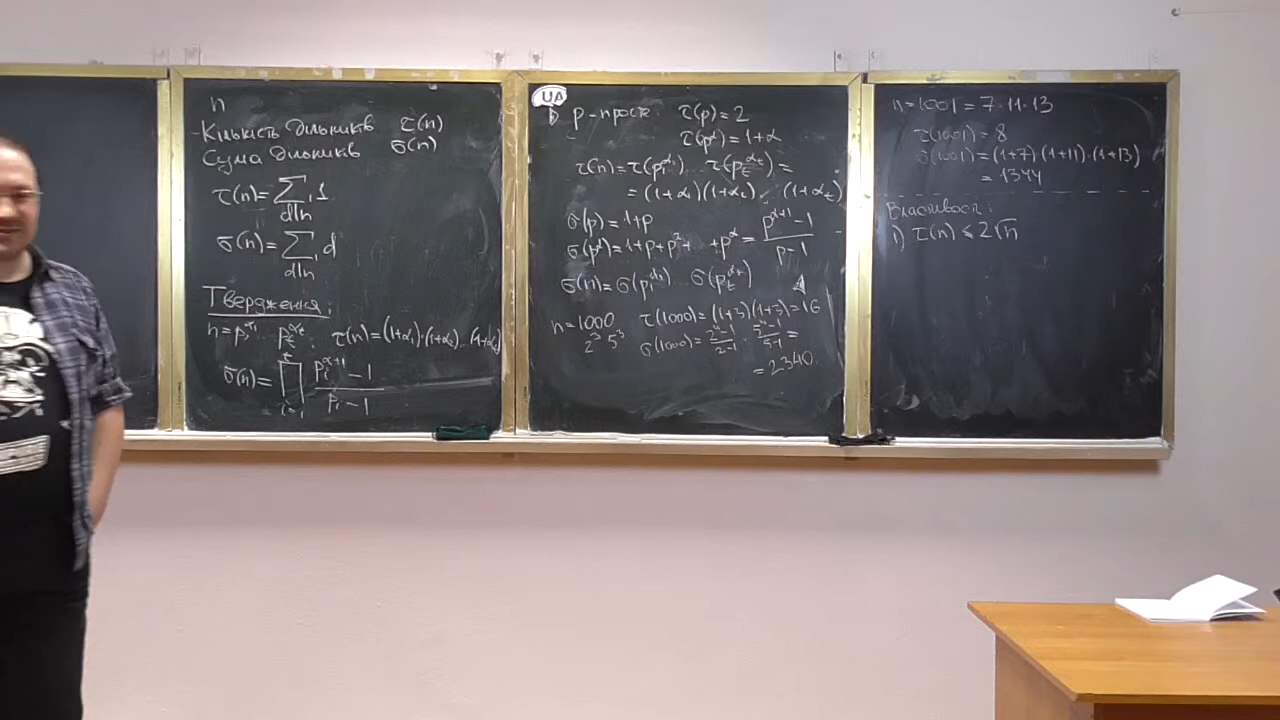 n
Кількість дільників τ(n)
Сума дільників σ(n)
τ(n) = ∑ 1
d|n
σ(n) = ∑ d
d|n
Твердження:
n = p₁^α₁ ... p_t^α_t : τ(n) = (1+α₁)·(1+α₂)...(1+α_t)
σ(n) = ∏_{i=1}^{t} (p_i^{α_i+1} - 1)/(p_i - 1)
UA
▷ p - просте: τ(p) = 2
τ(p^α) = 1+α
τ(n) = τ(p₁^α₁) ... τ(p_t^α_t) =
= (1+α₁)(1+α₂) ... (1+α_t)
σ(p) = 1+p
σ(p^α) = 1+p+p²+ ... +p^α = (p^{α+1} - 1)/(p - 1)
σ(n) = σ(p₁^α₁) ... σ(p_t^α_t)
n = 1000 τ(1000) = (1+3)(1+3) = 16
2³ 5³ σ(1000) = (2⁴-1)/(2-1) · (5⁴-1)/(5-1) =
= 2340
n = 1001 = 7·11·13
τ(1001) = 8
σ(1001) = (1+7)·(1+11)·(1+13)
= 1344
Властивості:
1) τ(n) ≤ 2√n